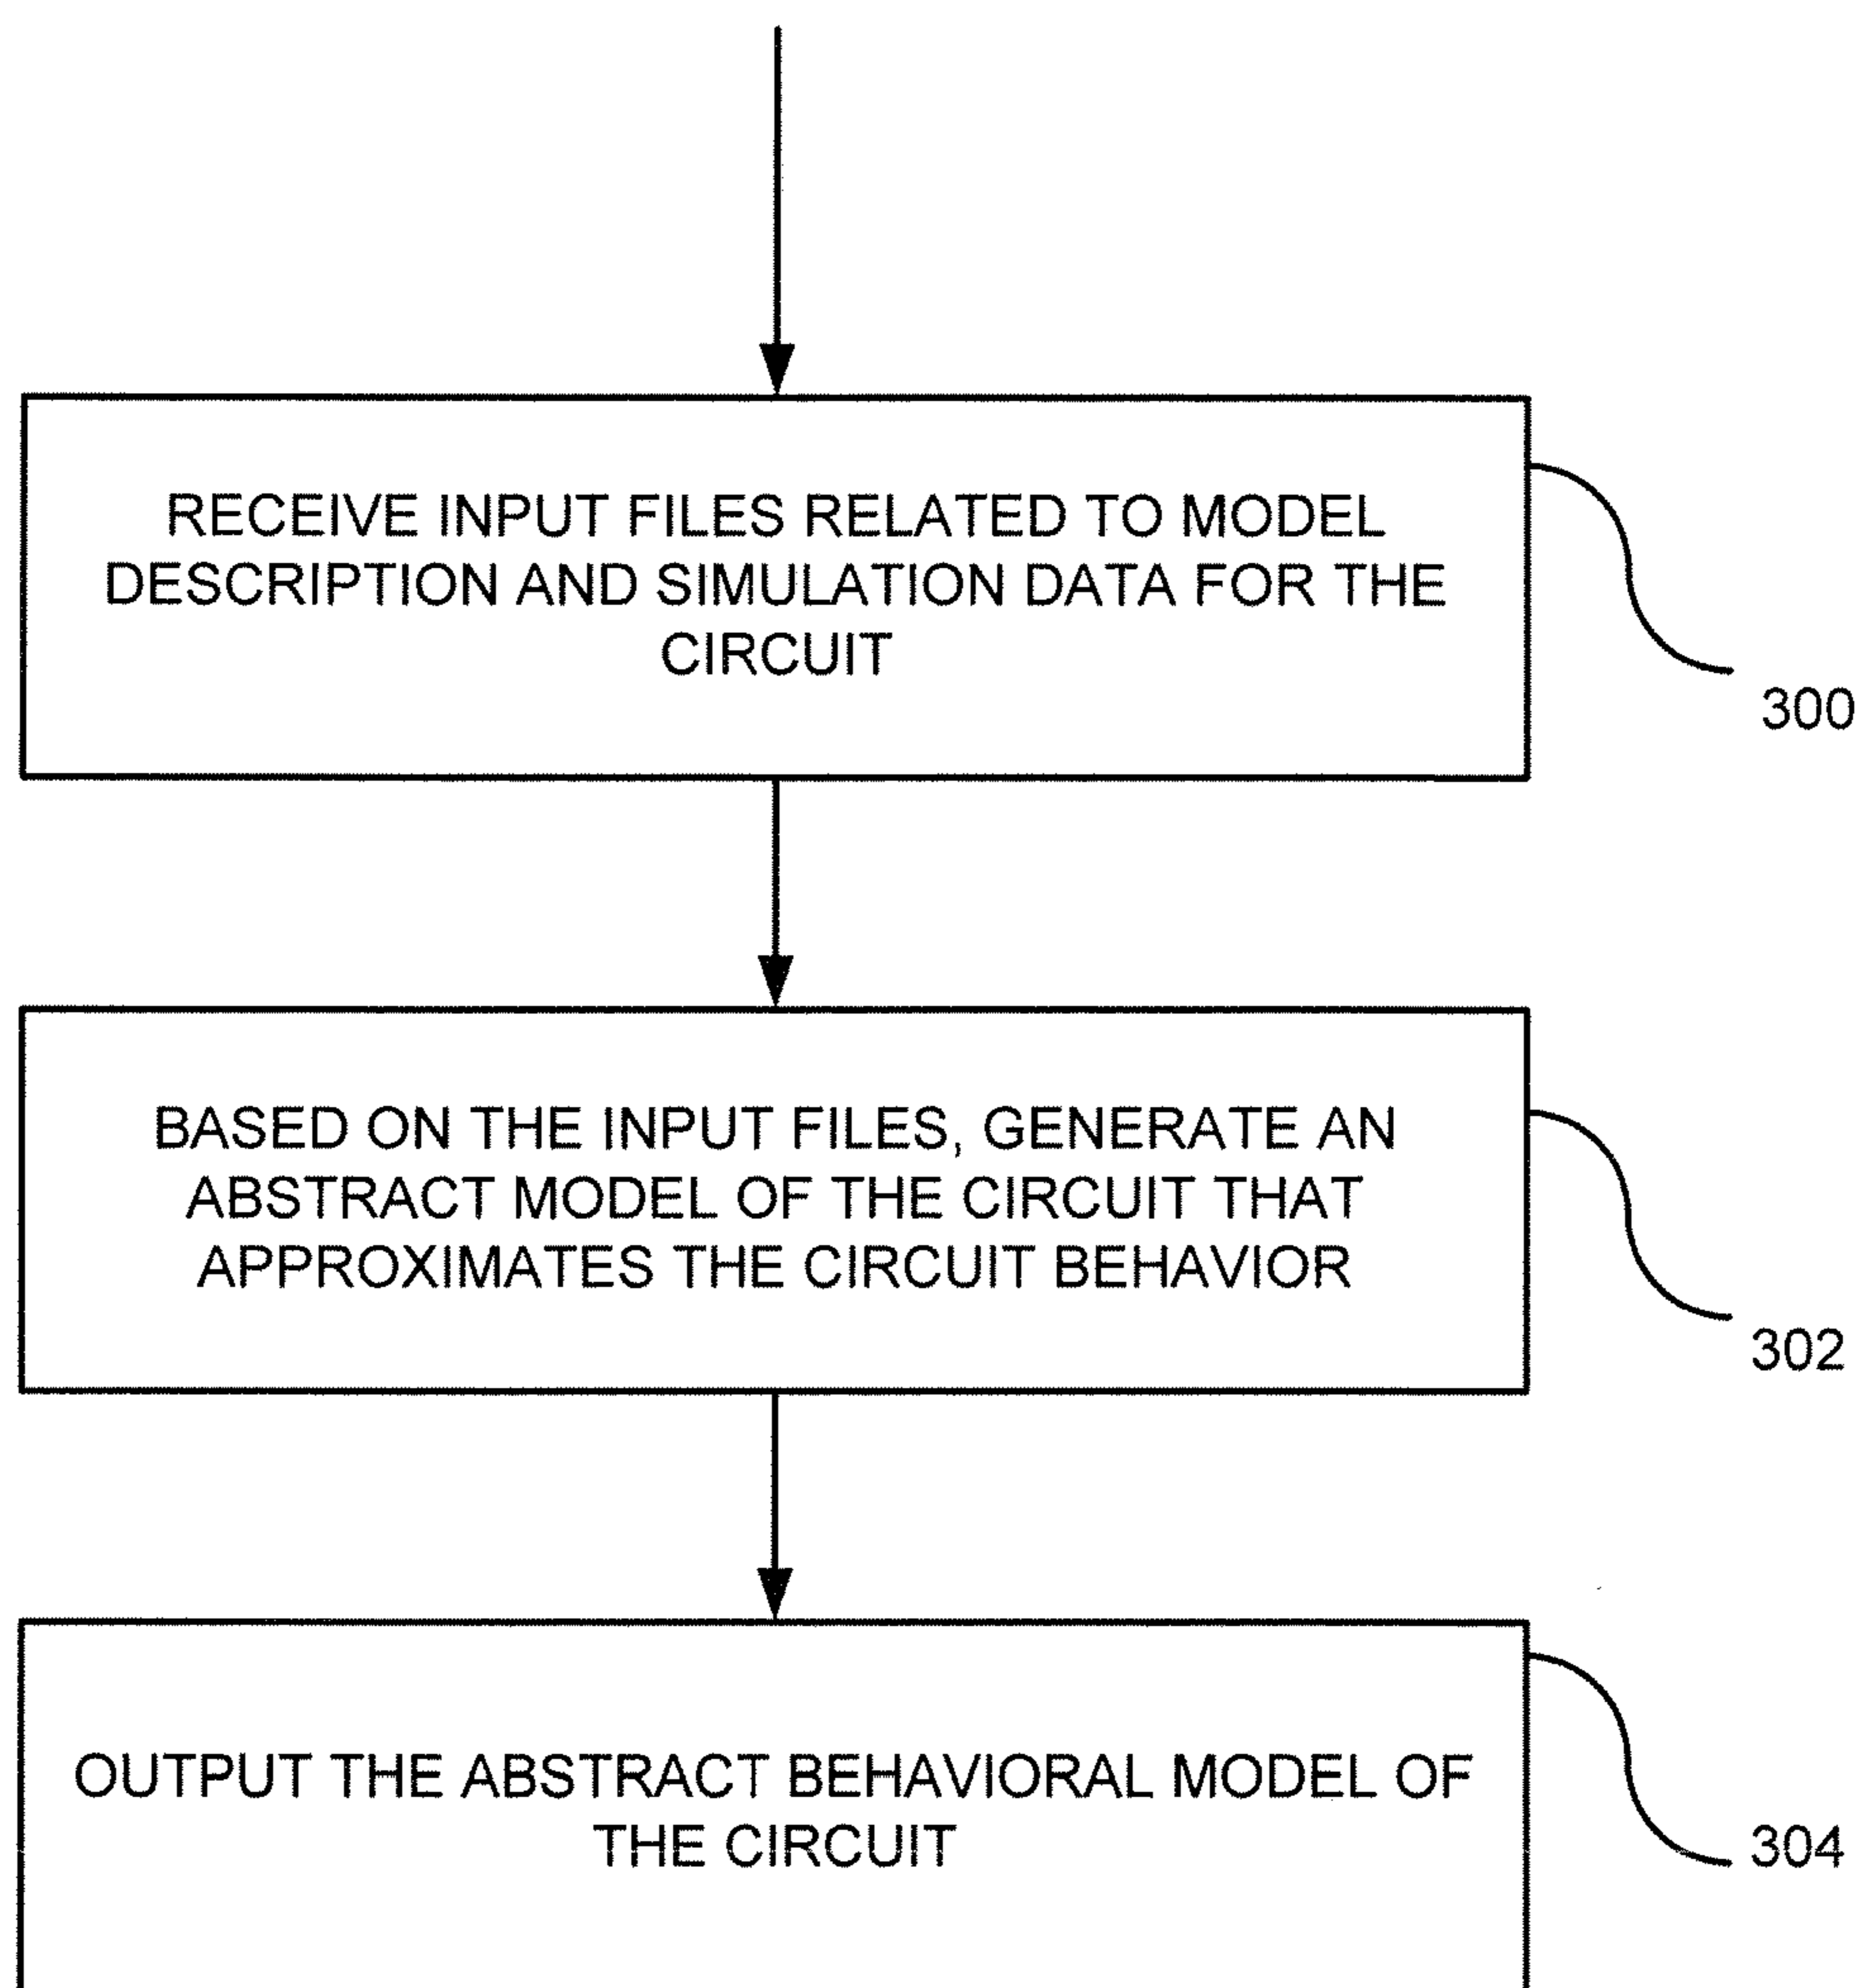 RECEIVE INPUT FILES RELATED TO MODEL
DESCRIPTION AND SIMULATION DATA FOR THE
CIRCUIT
300
BASED ON THE INPUT FILES, GENERATE AN
ABSTRACT MODEL OF THE CIRCUIT THAT
APPROXIMATES THE CIRCUIT BEHAVIOR
302
OUTPUT THE ABSTRACT BEHAVIORAL MODEL OF
THE CIRCUIT
304